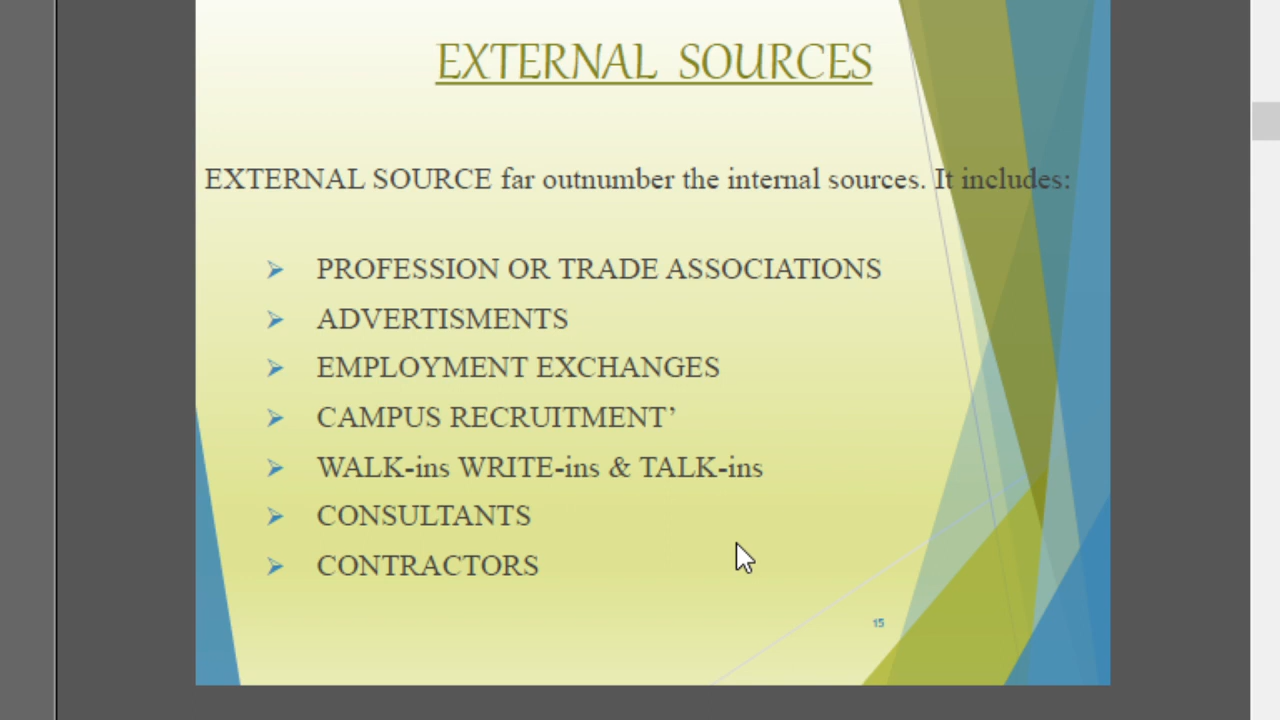 EXTERNAL SOURCES
EXTERNAL SOURCE far outnumber the internal sources. It includes:
➢ PROFESSION OR TRADE ASSOCIATIONS
➢ ADVERTISMENTS
➢ EMPLOYMENT EXCHANGES
➢ CAMPUS RECRUITMENT’
➢ WALK-ins WRITE-ins & TALK-ins
➢ CONSULTANTS
➢ CONTRACTORS
15